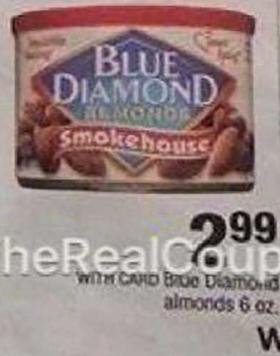 BLUE
DIAMOND
ALMONDS
Smokehouse
2.99
heRealCoup
WITH CARD Blue Diamond
almonds 6 oz.
W